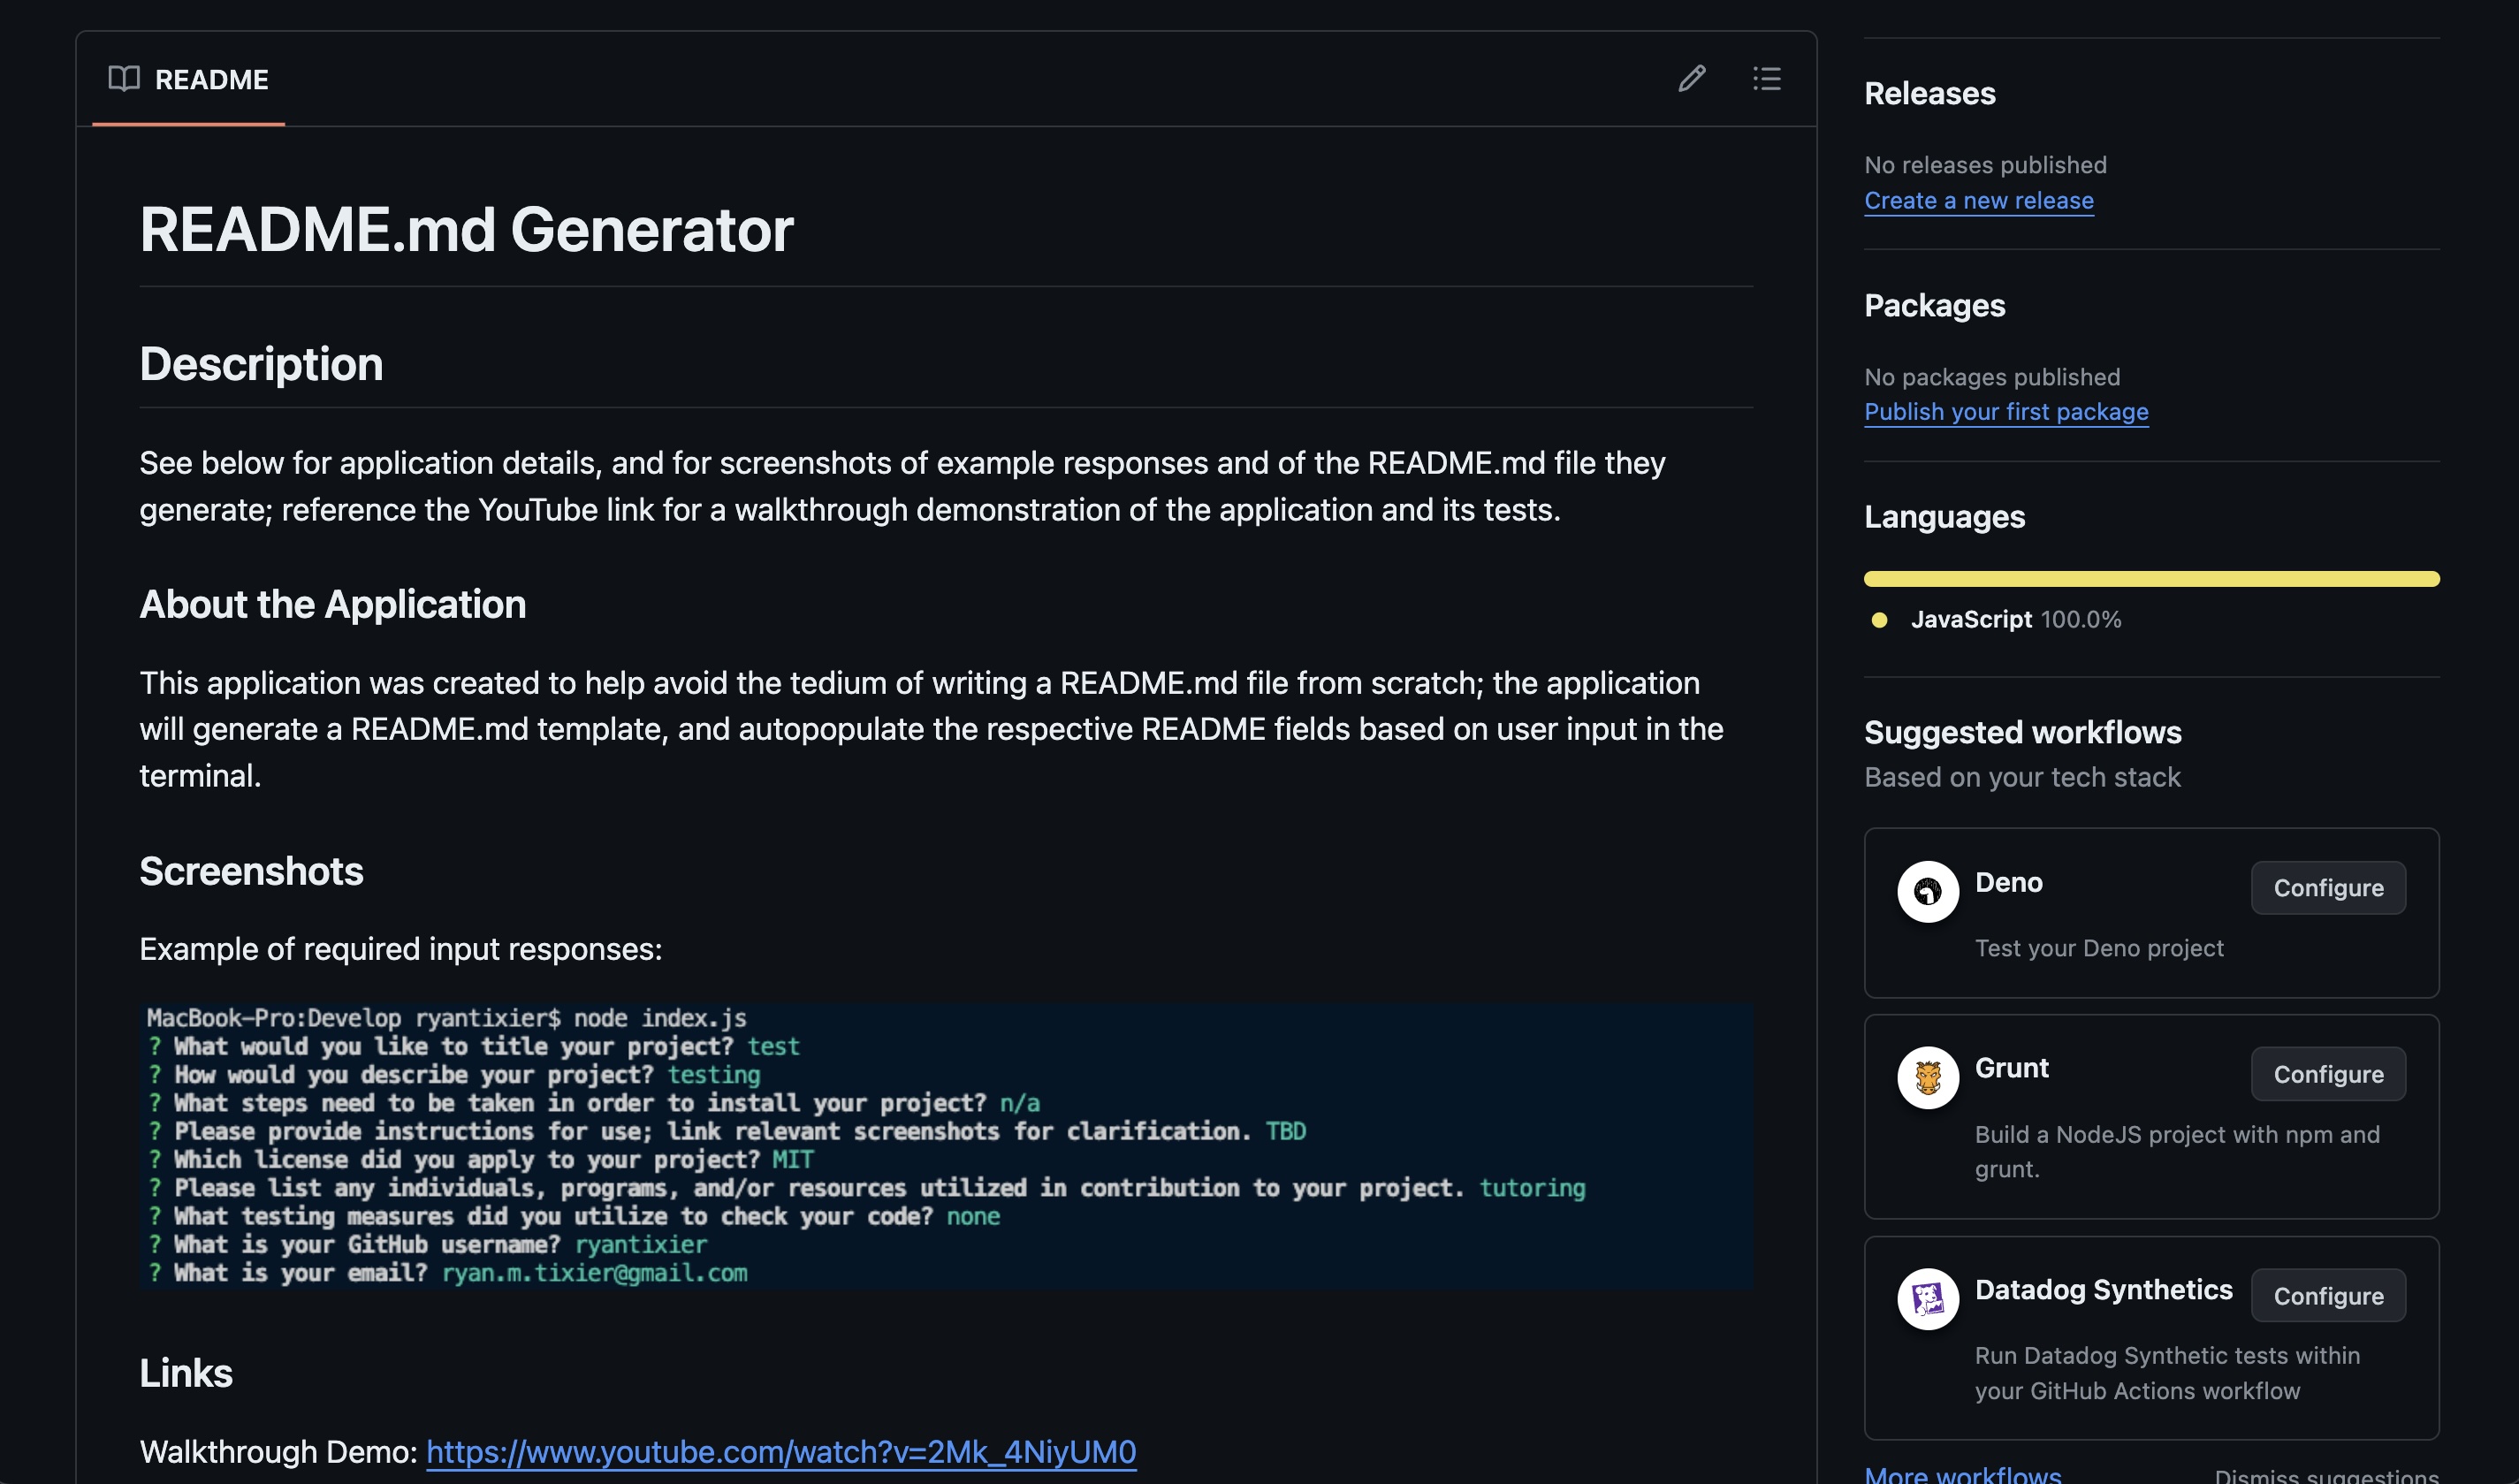 README
README.md Generator
Description
See below for application details, and for screenshots of example responses and of the README.md file they
generate; reference the YouTube link for a walkthrough demonstration of the application and its tests.
About the Application
This application was created to help avoid the tedium of writing a README.md file from scratch; the application
will generate a README.md template, and autopopulate the respective README fields based on user input in the
terminal.
Screenshots
Example of required input responses:
MacBook-Pro:Develop ryantixier$ node index.js
? What would you like to title your project? test
? How would you describe your project? testing
? What steps need to be taken in order to install your project? n/a
? Please provide instructions for use; link relevant screenshots for clarification. TBD
? Which license did you apply to your project? MIT
? Please list any individuals, programs, and/or resources utilized in contribution to your project. tutoring
? What testing measures did you utilize to check your code? none
? What is your GitHub username? ryantixier
? What is your email? ryan.m.tixier@gmail.com
Links
Walkthrough Demo: https://www.youtube.com/watch?v=2Mk_4NiyUM0
Releases
No releases published
Create a new release
Packages
No packages published
Publish your first package
Languages
JavaScript 100.0%
Suggested workflows
Based on your tech stack
Deno
Configure
Test your Deno project
Grunt
Configure
Build a NodeJS project with npm and
grunt.
Datadog Synthetics
Configure
Run Datadog Synthetic tests within
your GitHub Actions workflow
More workflows
Dismiss suggestions